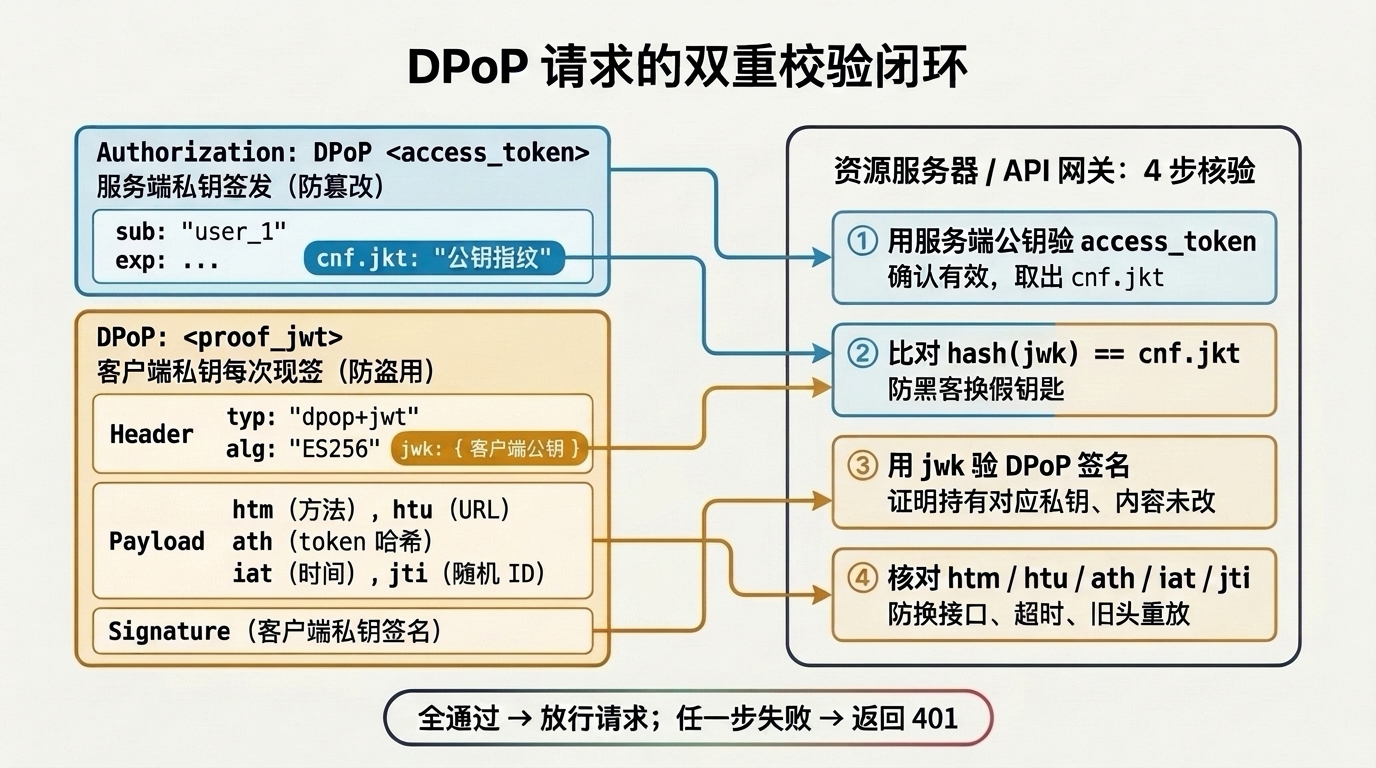 DPoP 请求的双重校验闭环
Authorization: DPoP <access_token>
服务端私钥签发（防篡改）
sub: "user_1"
exp: ...
cnf.jkt: "公钥指纹"
DPoP: <proof_jwt>
客户端私钥每次现签（防盗用）
Header
typ: "dpop+jwt"
alg: "ES256"
jwk: { 客户端公钥 }
Payload
htm（方法）, htu（URL）
ath（token 哈希）
iat（时间）, jti（随机 ID）
Signature（客户端私钥签名）
资源服务器 / API 网关：4 步核验
① 用服务端公钥验 access_token
确认有效，取出 cnf.jkt
② 比对 hash(jwk) == cnf.jkt
防黑客换假钥匙
③ 用 jwk 验 DPoP 签名
证明持有对应私钥、内容未改
④ 核对 htm / htu / ath / iat / jti
防换接口、超时、旧头重放
全通过 → 放行请求；任一步失败 → 返回 401